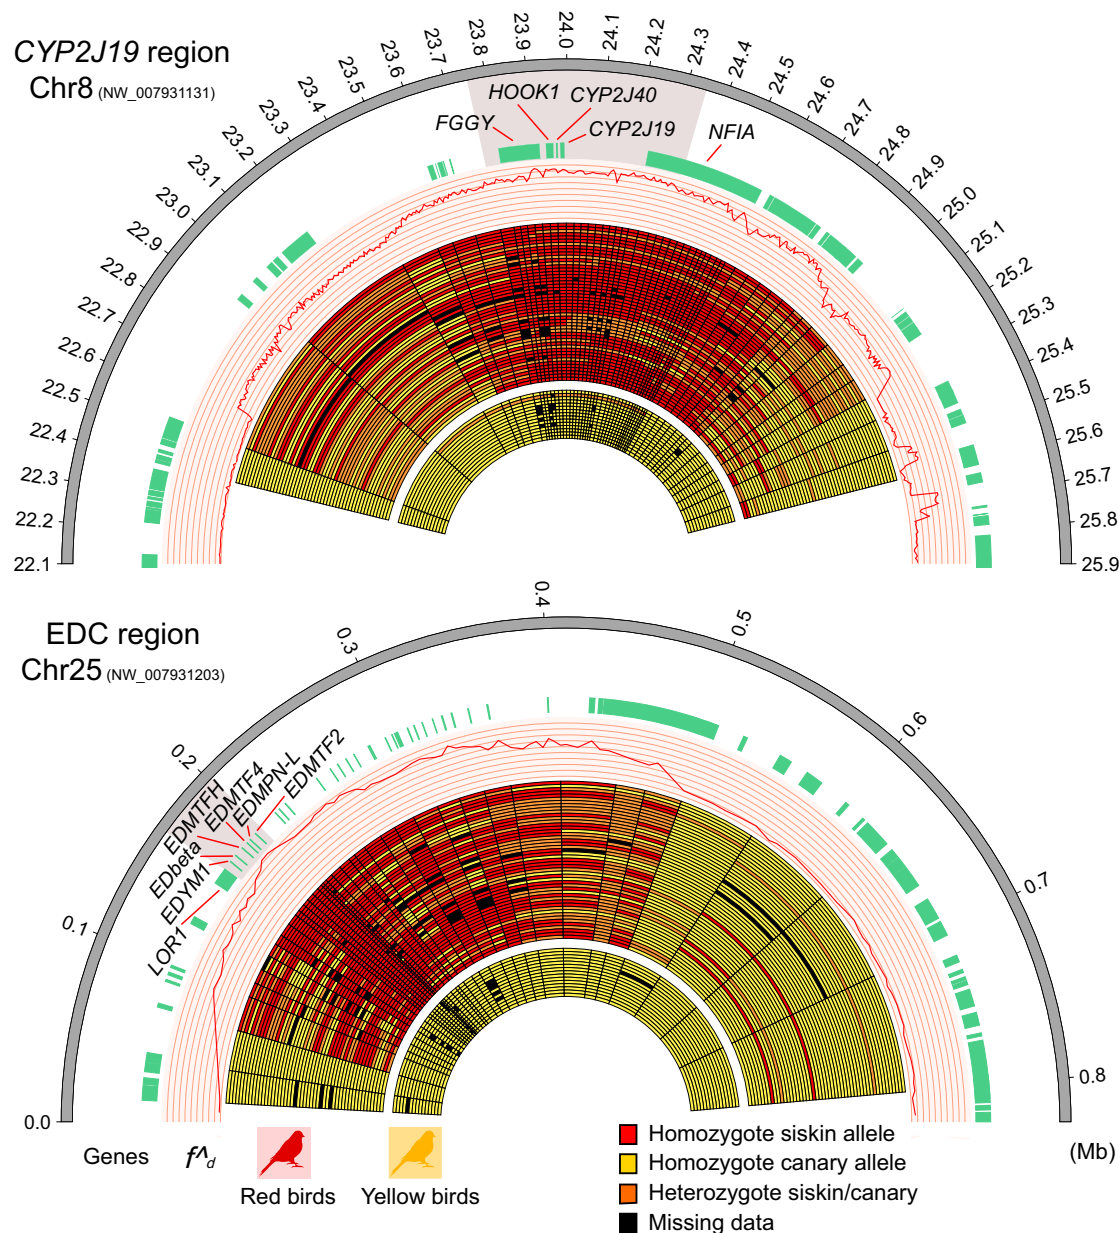 CYP2J19 region
Chr8 (NW_007931131)
22.1
22.2
22.3
22.4
22.5
22.6
22.7
22.8
22.9
23.0
23.1
23.2
23.3
23.4
23.5
23.6
23.7
23.8
23.9
24.0
24.1
24.2
24.3
24.4
24.5
24.6
24.7
24.8
24.9
25.0
25.1
25.2
25.3
25.4
25.5
25.6
25.7
25.8
25.9
HOOK1 CYP2J40
FGGY
CYP2J19
NFIA
EDC region
Chr25 (NW_007931203)
0.0
0.1
0.2
0.3
0.4
0.5
0.6
0.7
0.8
LOR1
EDYM1
EDbeta
EDMTFH
EDMTF4
EDMPN-L
EDMTF2
Genes
f^d
Red birds
Yellow birds
Homozygote siskin allele
Homozygote canary allele
Heterozygote siskin/canary
Missing data
(Mb)